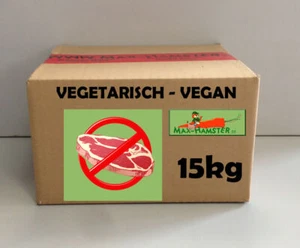 VEGETARISCH - VEGAN
MAX-HAMSTER
15kg